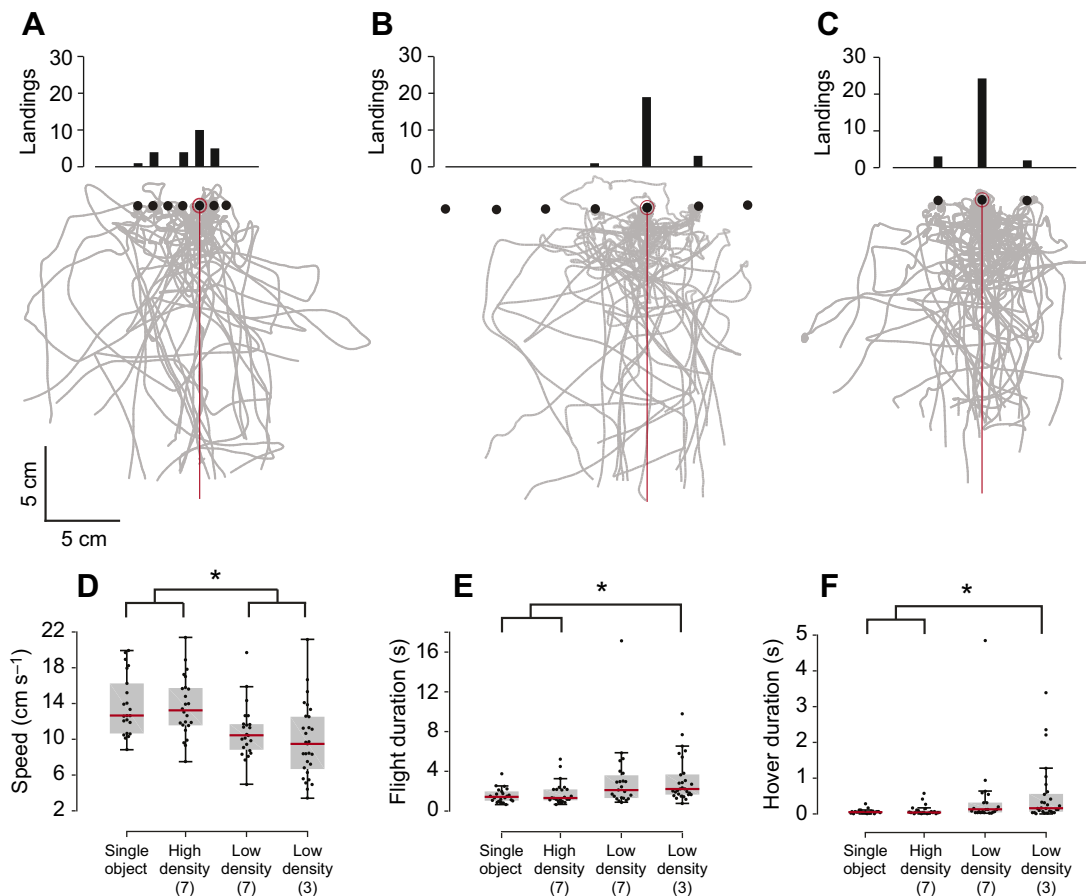 A
B
C
Landings
30
20
10
0
Landings
30
20
10
0
Landings
30
20
10
0
5 cm
5 cm
D
E
F
*
*
*
Speed (cm s−1)
22
18
14
10
6
2
Single object
High density (7)
Low density (7)
Low density (3)
Flight duration (s)
16
12
8
4
0
Single object
High density (7)
Low density (7)
Low density (3)
Hover duration (s)
5
4
3
2
1
0
Single object
High density (7)
Low density (7)
Low density (3)